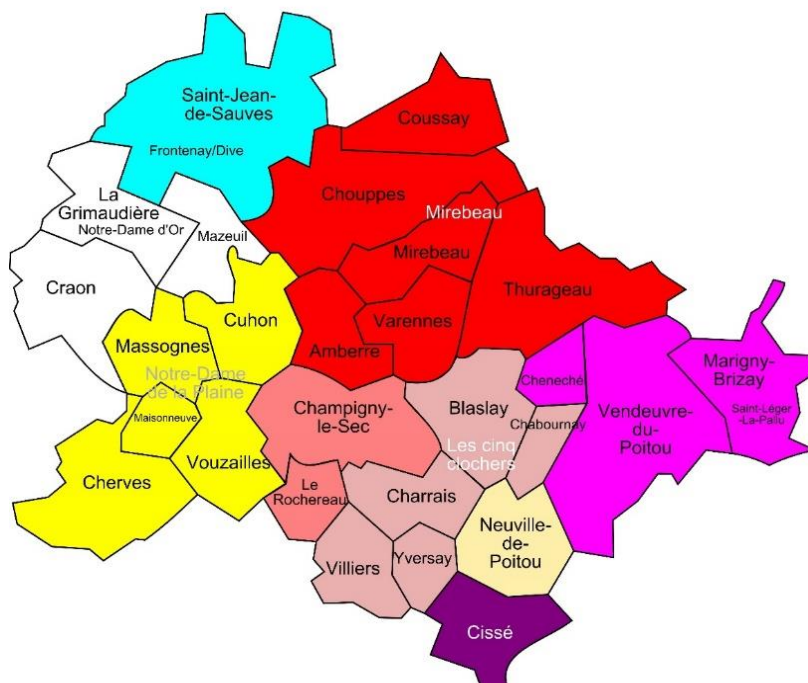 Saint-Jean-
de-Sauves
Frontenay/Dive
Coussay
La
Grimaudière
Notre-Dame d'Or
Mazeuil
Chouppes
Mirebeau
Mirebeau
Craon
Cuhon
Thurageau
Varennes
Amberre
Massognes
Notre-Dame
de la Plaine
Maisonneuve
Cheneché
Marigny-
Brizay
Saint-Léger
-La-Pallu
Champigny-
le-Sec
Blaslay
Chabournay
Vendeuvre-
du-
Poitou
Les cinq
clochers
Vouzailles
Cherves
Le
Rochereau
Charrais
Neuville-
de-
Poitou
Villiers
Yversay
Cissé